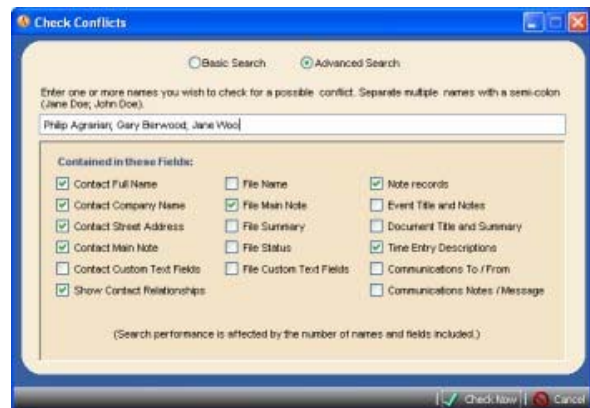 Check Conflicts
Basic Search Advanced Search
Enter one or more names you wish to check for a possible conflict. Separate multiple names with a semi-colon
(Jane Doe; John Doe).
Philip Agrarian; Gary Berwood; Jane Woo
Contained in these Fields:
Contact Full Name File Name Note records
Contact Company Name File Main Note Event Title and Notes
Contact Street Address File Summary Document Title and Summary
Contact Main Note File Status Time Entry Descriptions
Contact Custom Text Fields File Custom Text Fields Communications To / From
Show Contact Relationships Communications Notes / Message
(Search performance is affected by the number of names and fields included.)
Check Now Cancel